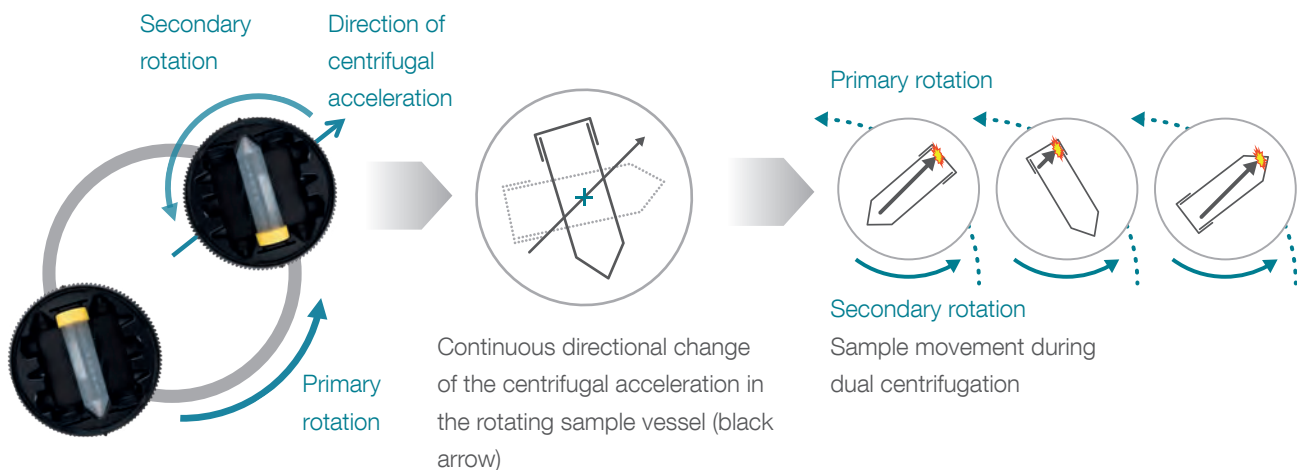 Secondary
rotation
Direction of
centrifugal
acceleration
Primary
rotation
Continuous directional change
of the centrifugal acceleration in
the rotating sample vessel (black
arrow)
Primary rotation
Secondary rotation
Sample movement during
dual centrifugation